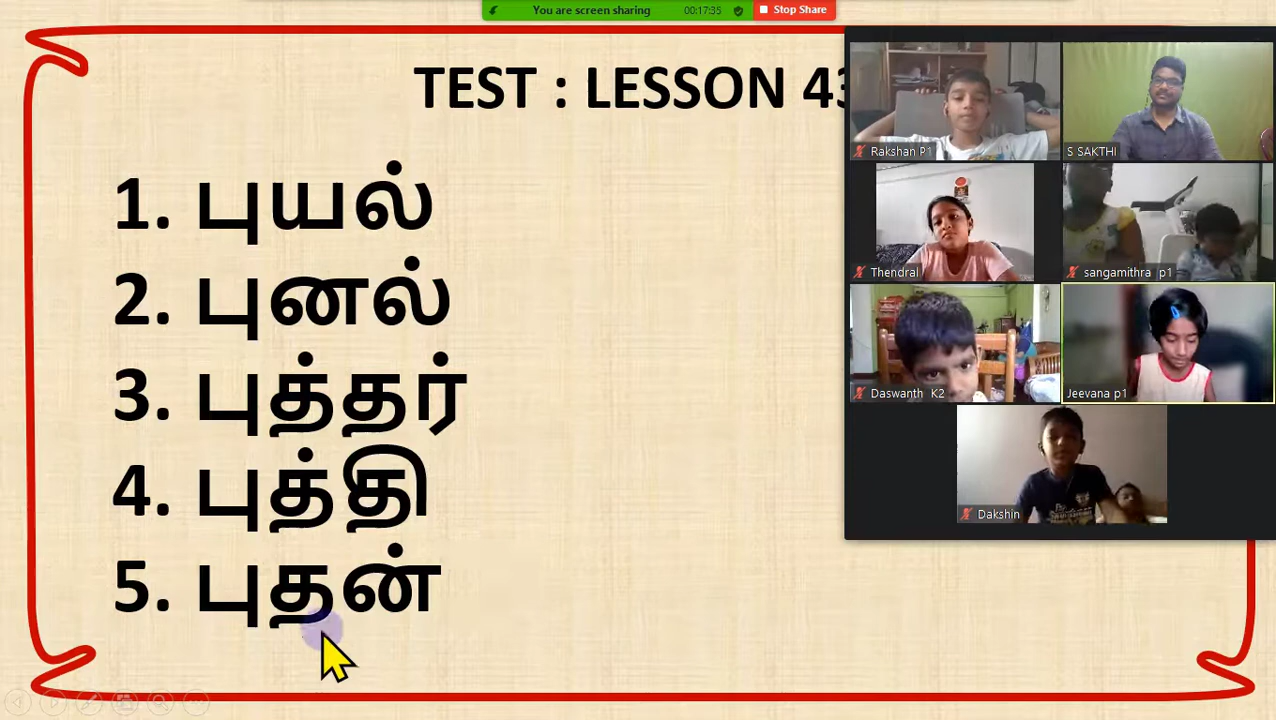 You are screen sharing 00:17:35 Stop Share
TEST : LESSON 43
1. புயல்
2. புனல்
3. புத்தர்
4. புத்தி
5. புதன்
Rakshan P1
S SAKTHI
Thendral
sangamithra p1
Daswanth K2
Jeevana p1
Dakshin